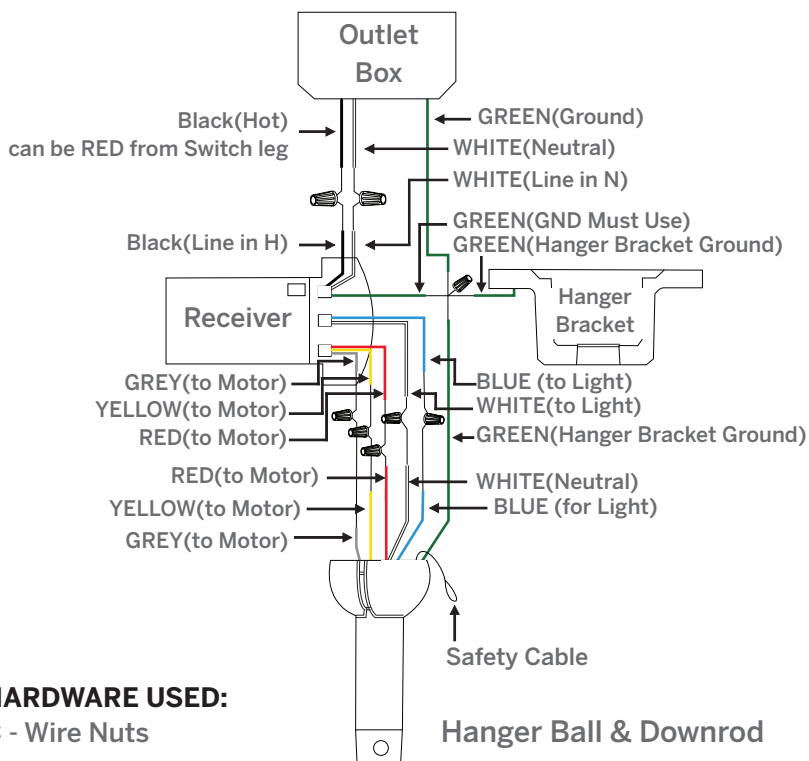 Outlet
Box
Black(Hot)
can be RED from Switch leg
GREEN(Ground)
WHITE(Neutral)
WHITE(Line in N)
GREEN(GND Must Use)
Black(Line in H)
GREEN(Hanger Bracket Ground)
Receiver
Hanger
Bracket
GREY(to Motor)
BLUE (to Light)
YELLOW(to Motor)
WHITE(to Light)
RED(to Motor)
GREEN(Hanger Bracket Ground)
RED(to Motor)
WHITE(Neutral)
YELLOW(to Motor)
BLUE (for Light)
GREY(to Motor)
Safety Cable
HARDWARE USED:
- Wire Nuts
Hanger Ball & Downrod